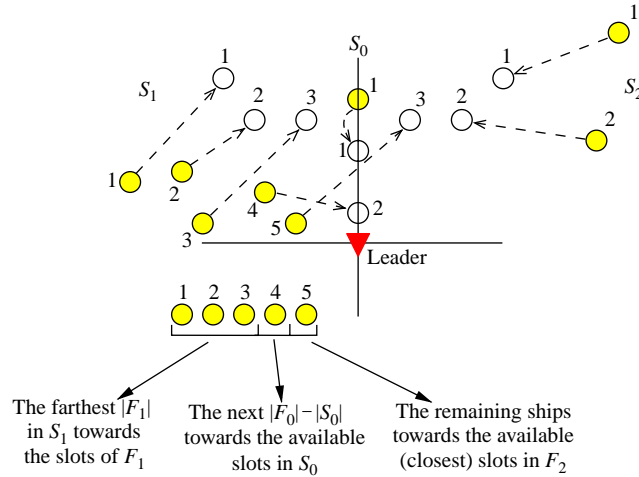 1
S₀
1
1
S₁
1
S₂
2
3
3
2
2
1
1
2
4
2
3
5
Leader
1 2 3 4 5
The farthest |F₁|
in S₁ towards
the slots of F₁
The next |F₀|−|S₀|
towards the available
slots in S₀
The remaining ships
towards the available
(closest) slots in F₂